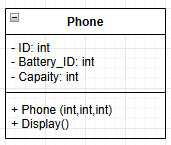 Phone
- ID: int
- Battery_ID: int
- Capaity: int
+ Phone (int,int,int)
+ Display()